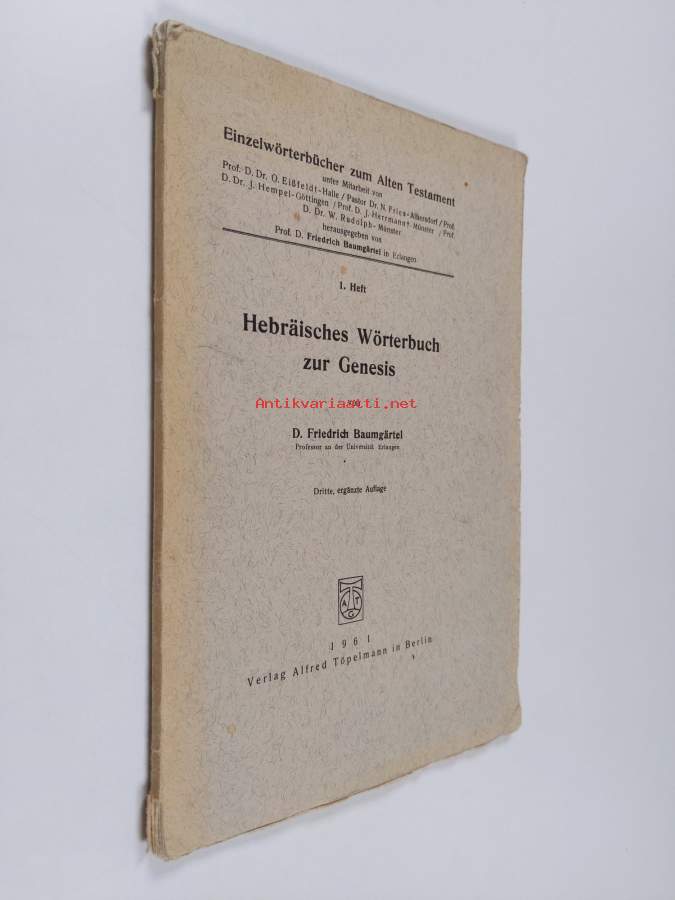 Einzelwörterbücher zum Alten Testament
unter Mitarbeit von
Prof. D. Dr. O. Eißfeldt-Halle / Pastor Dr. N. Fries-Albersdorf / Prof.
D. Dr. J. Hempel-Göttingen / Prof. D. J. Herrmann† Münster / Prof.
D. Dr. W. Rudolph-Münster
herausgegeben von
Prof. D. Friedrich Baumgärtel in Erlangen
1. Heft
Hebräisches Wörterbuch
zur Genesis
von
Antikvariaatti.net
D. Friedrich Baumgärtel
Professor an der Universität Erlangen
Dritte, ergänzte Auflage
A T
G
1961
Verlag Alfred Töpelmann in Berlin